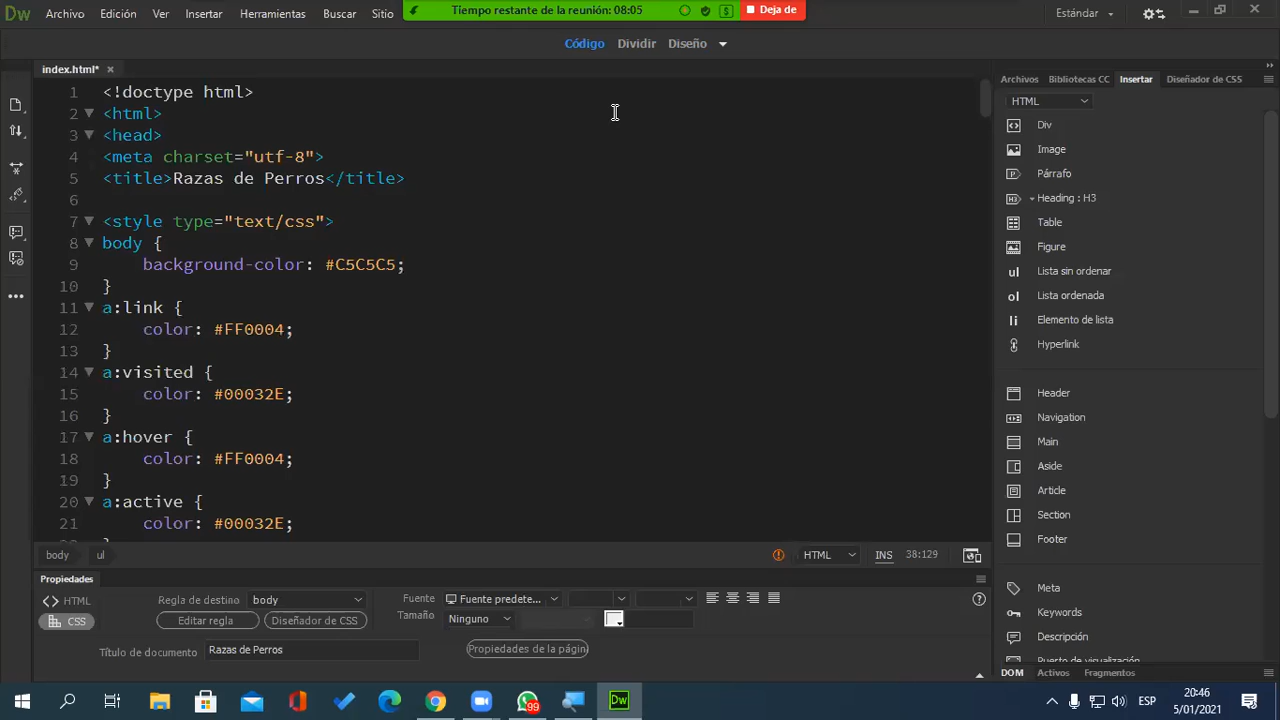 Dw
Archivo
Edición
Ver
Insertar
Herramientas
Buscar
Sitio
Tiempo restante de la reunión: 08:05
$
Deja de
Estándar
Código
Dividir
Diseño
index.html*
Archivos
Bibliotecas CC
Insertar
Diseñador de CSS
HTML
Div
Image
Párrafo
Heading : H3
Table
Figure
ul Lista sin ordenar
ol Lista ordenada
li Elemento de lista
Hyperlink
Header
Navigation
Main
Aside
Article
Section
Footer
Meta
Keywords
Descripción
Puerto de visualización
DOM
Activos
Fragmentos
1 <!doctype html>
2 <html>
3 <head>
4 <meta charset="utf-8">
5 <title>Razas de Perros</title>
6
7 <style type="text/css">
8 body {
9 background-color: #C5C5C5;
10 }
11 a:link {
12 color: #FF0004;
13 }
14 a:visited {
15 color: #00032E;
16 }
17 a:hover {
18 color: #FF0004;
19 }
20 a:active {
21 color: #00032E;
body
ul
HTML
INS
38:129
Propiedades
HTML
CSS
Regla de destino
body
Editar regla
Diseñador de CSS
Fuente
Fuente predete...
Tamaño
Ninguno
Título de documento
Razas de Perros
Propiedades de la págin
99
Dw
ESP
20:46
5/01/2021